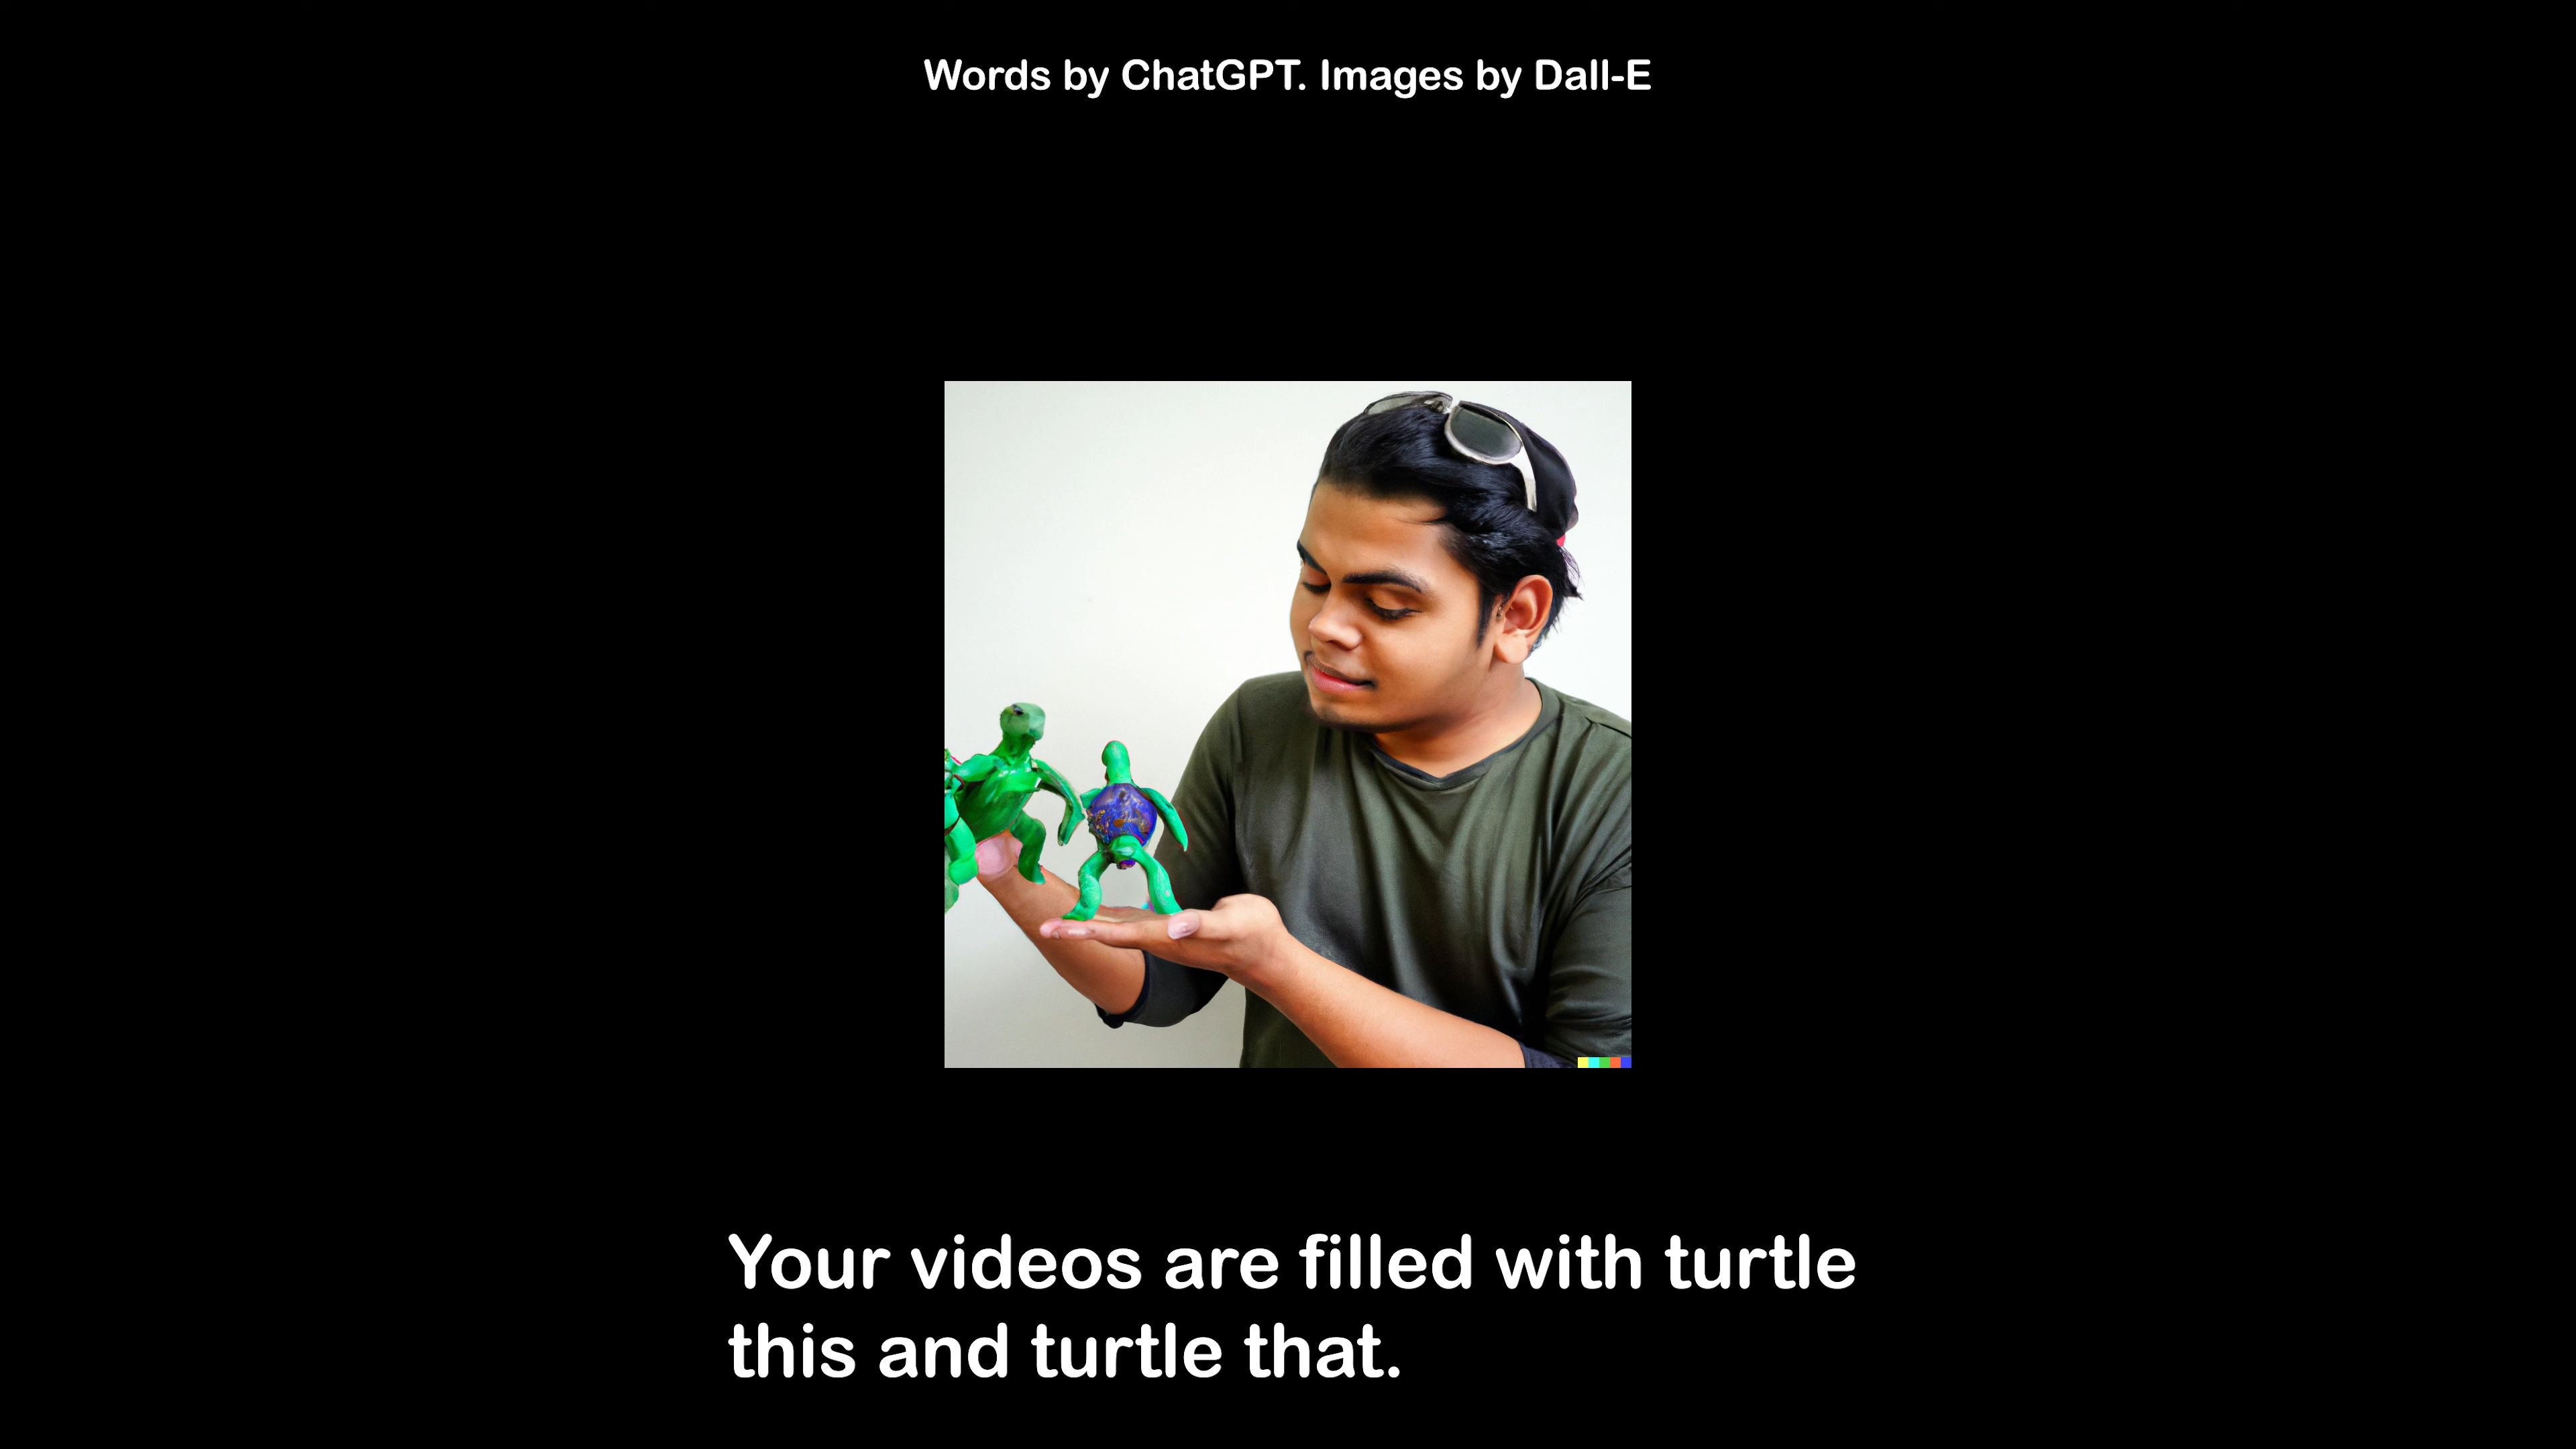 Words by ChatGPT. Images by Dall-E
Your videos are filled with turtle
this and turtle that.